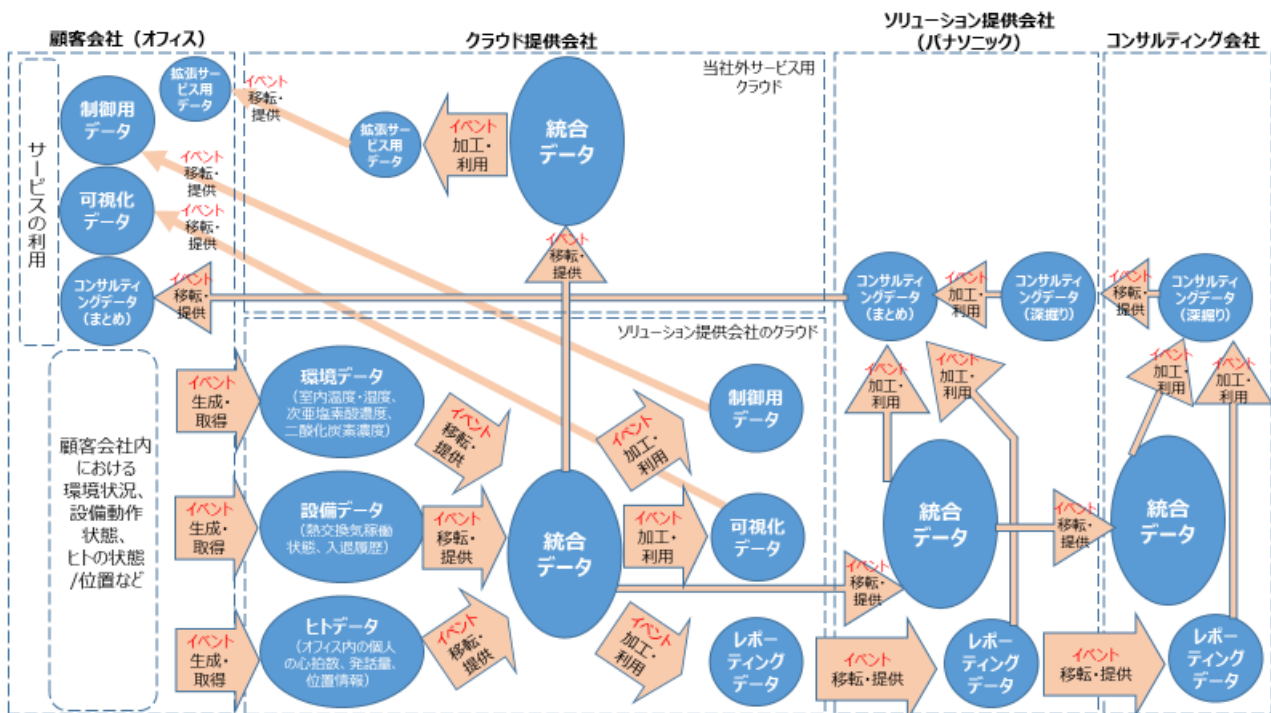 顧客会社（オフィス）
クラウド提供会社
ソリューション提供会社
（パナソニック）
コンサルティング会社
サービスの利用
制御用
データ
拡張サー
ビス用
データ
可視化
データ
コンサルティ
ングデータ
（まとめ）
イベント
移転・
提供
イベント
移転・
提供
イベント
移転・
提供
イベント
移転・
提供
当社外サービス用
クラウド
拡張サー
ビス用
データ
イベント
加工・
利用
統合
データ
イベント
移転・
提供
コンサルティ
ングデータ
（まとめ）
イベント
加工・
利用
コンサルティ
ングデータ
（深掘り）
イベント
移転・
提供
コンサルティ
ングデータ
（深掘り）
顧客会社内
における
環境状況、
設備動作
状態、
ヒトの状態
/位置など
イベント
生成・
取得
イベント
生成・
取得
イベント
生成・
取得
ソリューション提供会社のクラウド
環境データ
（室内温度・湿度、
次亜塩素酸濃度、
二酸化炭素濃度）
設備データ
（熱交換気稼働
状態、入退履歴）
ヒトデータ
（オフィス内の個人
の心拍数、発話量、
位置情報）
イベント
移転・
提供
イベント
移転・
提供
イベント
移転・
提供
統合
データ
イベント
加工・
利用
イベント
加工・
利用
イベント
加工・
利用
制御用
データ
可視化
データ
レポー
ティング
データ
イベント
移転・
提供
イベント
移転・提供
イベント
加工・
利用
イベント
加工・
利用
統合
データ
レポー
ティング
データ
イベント
移転・
提供
イベント
移転・提供
イベント
加工・
利用
イベント
加工・
利用
統合
データ
レポー
ティング
データ